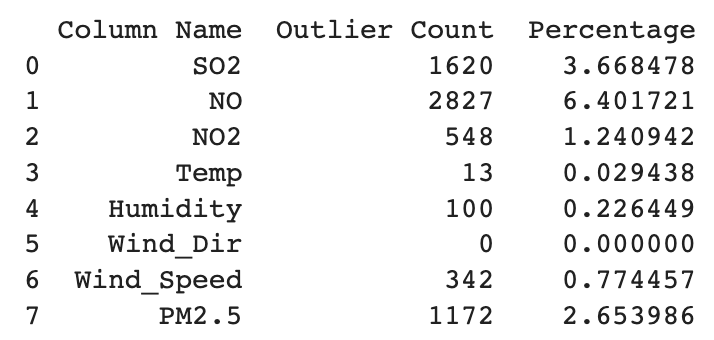 Column Name Outlier Count Percentage
0 SO2 1620 3.668478
1 NO 2827 6.401721
2 NO2 548 1.240942
3 Temp 13 0.029438
4 Humidity 100 0.226449
5 Wind_Dir 0 0.000000
6 Wind_Speed 342 0.774457
7 PM2.5 1172 2.653986